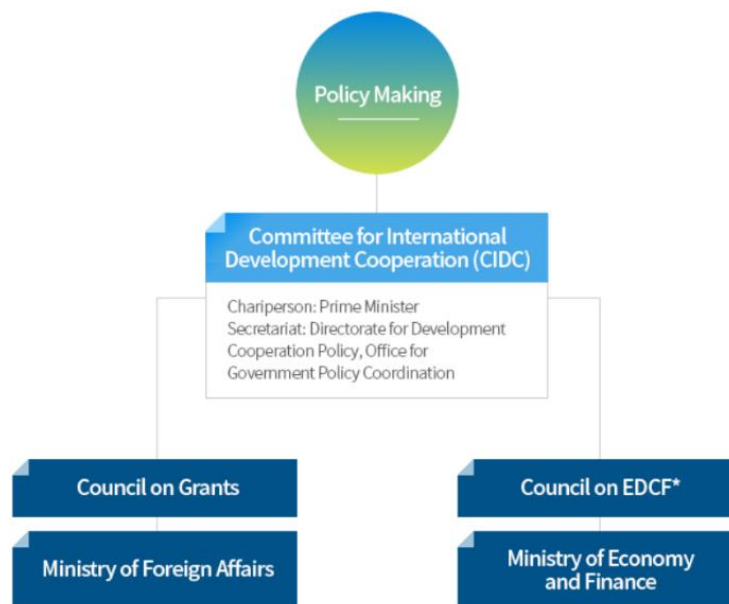 Policy Making
Committee for International
Development Cooperation (CIDC)
Chariperson: Prime Minister
Secretariat: Directorate for Development
Cooperation Policy, Office for
Government Policy Coordination
Council on Grants
Council on EDCF*
Ministry of Foreign Affairs
Ministry of Economy
and Finance